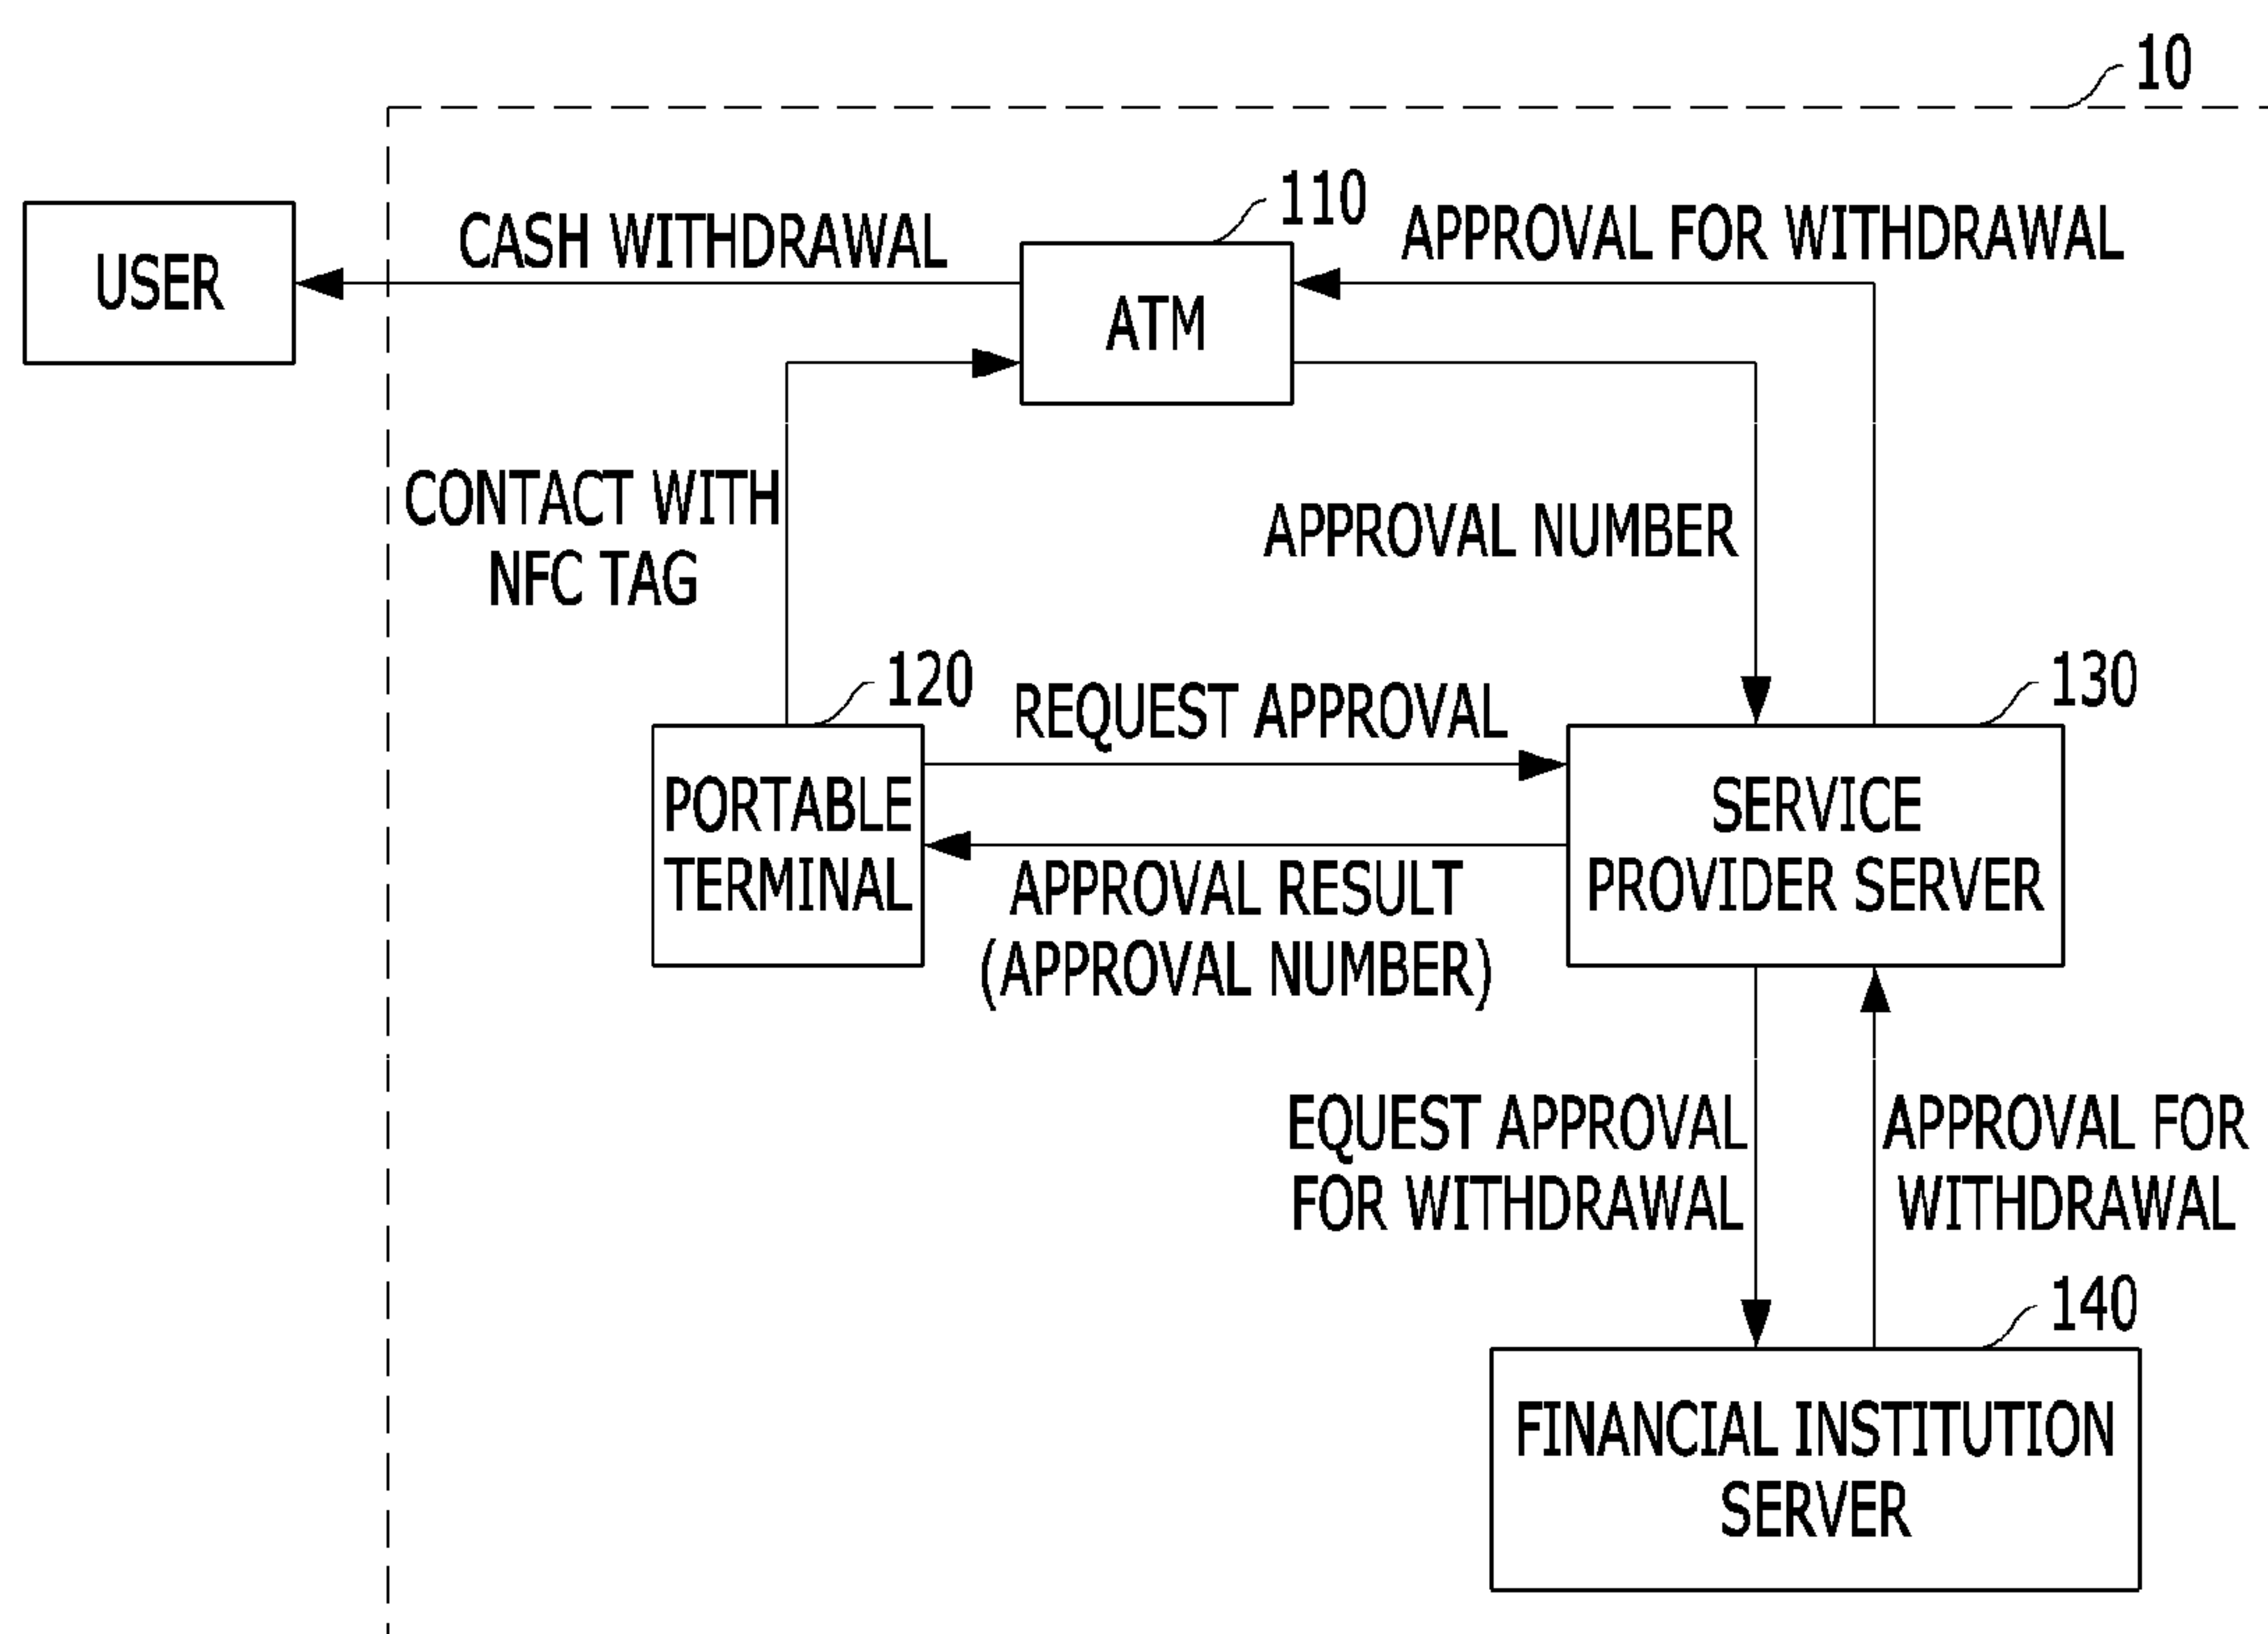 10
110
CASH WITHDRAWAL
APPROVAL FOR WITHDRAWAL
USER
ATM
CONTACT WITH
NFC TAG
APPROVAL NUMBER
120
130
REQUEST APPROVAL
PORTABLE
TERMINAL
SERVICE
PROVIDER SERVER
APPROVAL RESULT
(APPROVAL NUMBER)
EQUEST APPROVAL
FOR WITHDRAWAL
APPROVAL FOR
WITHDRAWAL
140
FINANCIAL INSTITUTION
SERVER